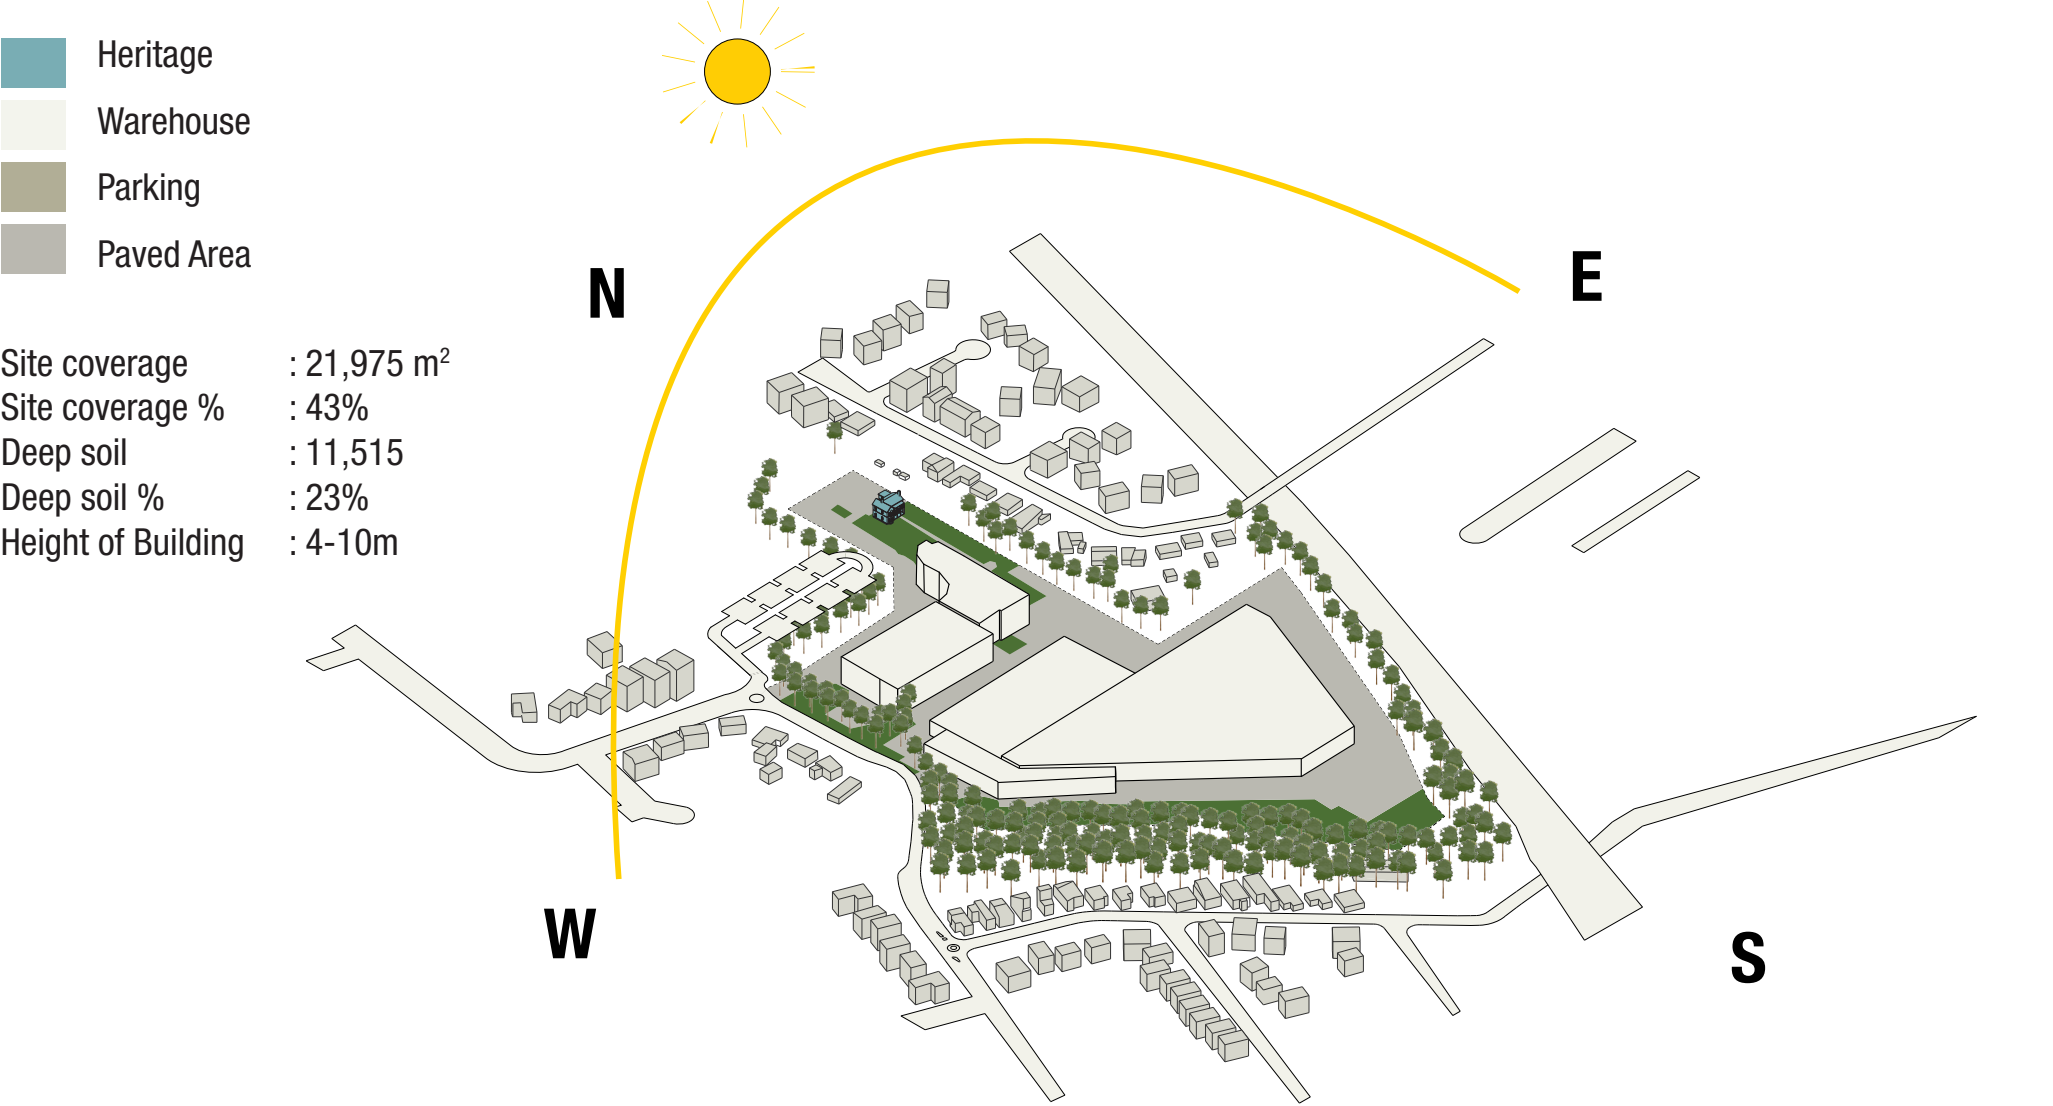 Heritage
Warehouse
Parking
Paved Area
N
E
Site coverage : 21,975 m²
Site coverage % : 43%
Deep soil : 11,515
Deep soil % : 23%
Height of Building : 4-10m
W
S